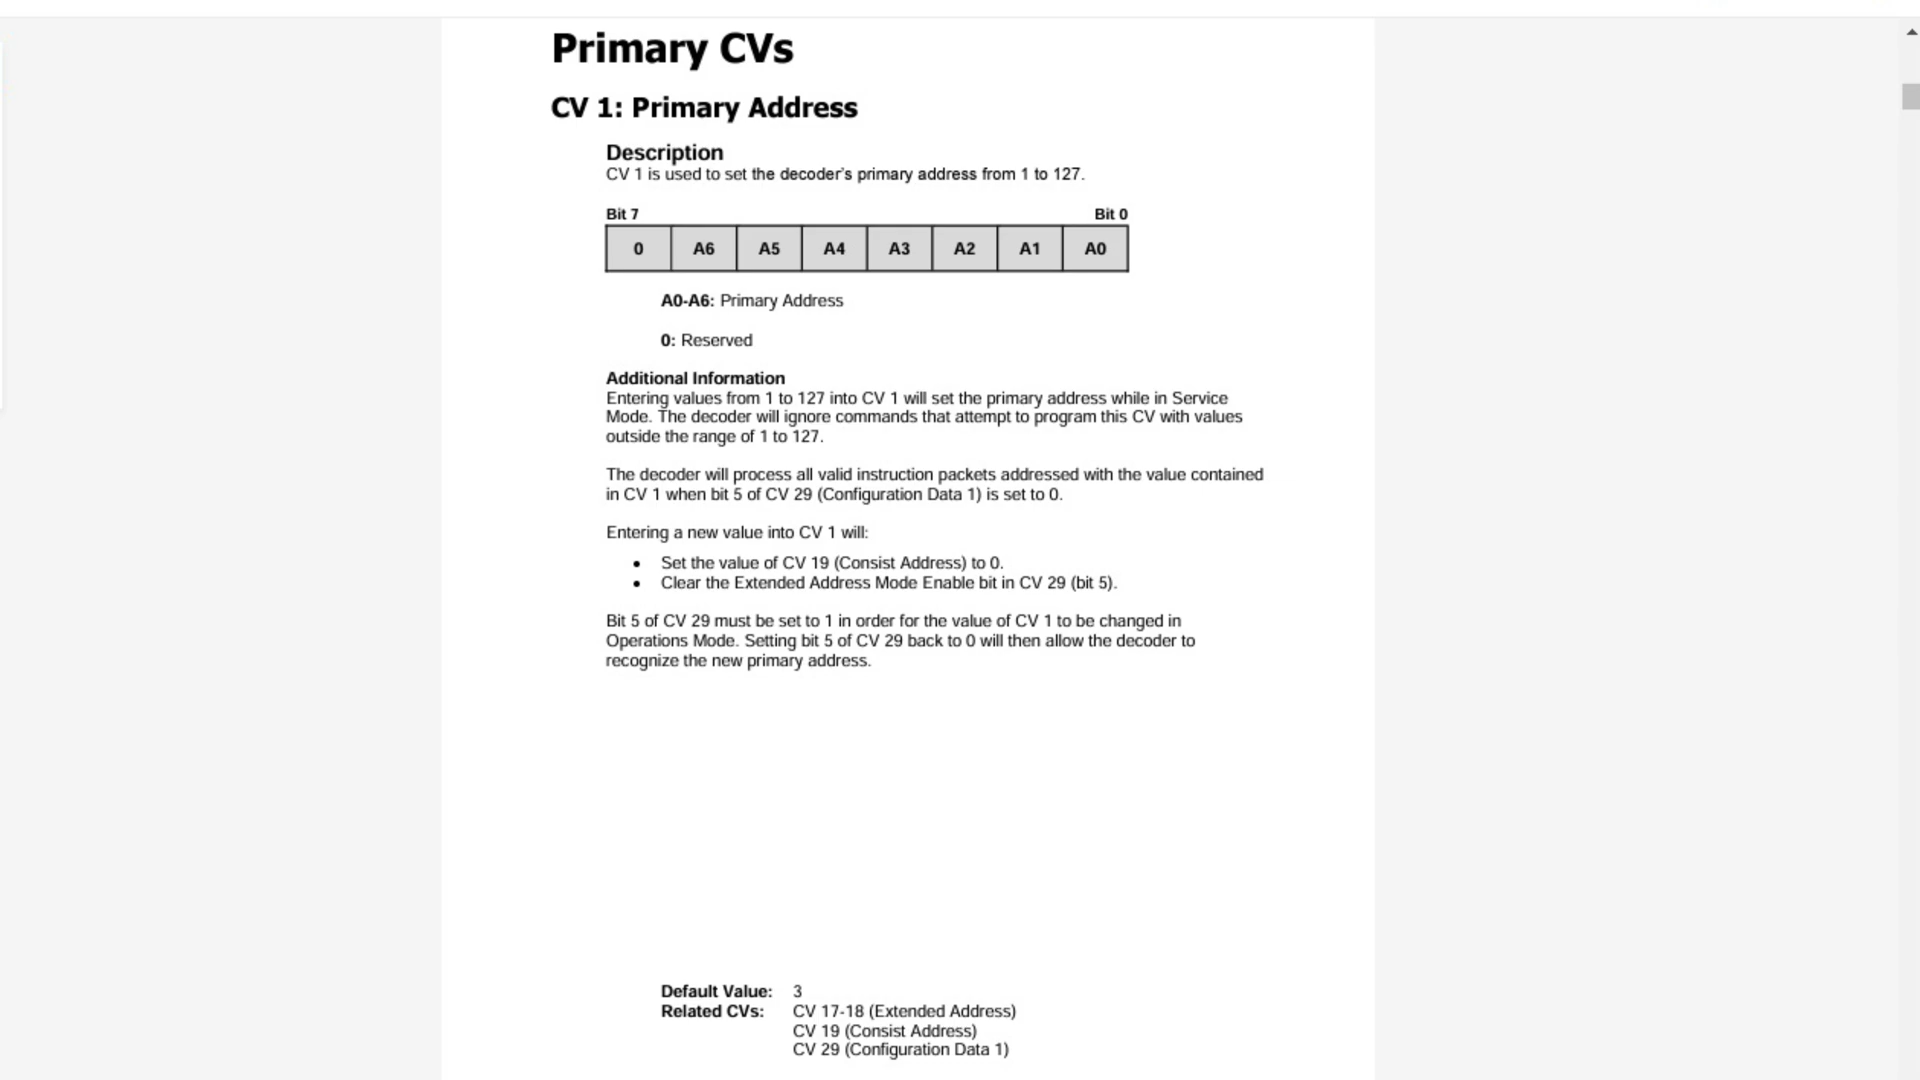 Primary CVs
CV 1: Primary Address
Description
CV 1 is used to set the decoder's primary address from 1 to 127.
Bit 7 Bit 0
0 A6 A5 A4 A3 A2 A1 A0
A0-A6: Primary Address
0: Reserved
Additional Information
Entering values from 1 to 127 into CV 1 will set the primary address while in Service
Mode. The decoder will ignore commands that attempt to program this CV with values
outside the range of 1 to 127.
The decoder will process all valid instruction packets addressed with the value contained
in CV 1 when bit 5 of CV 29 (Configuration Data 1) is set to 0.
Entering a new value into CV 1 will:
• Set the value of CV 19 (Consist Address) to 0.
• Clear the Extended Address Mode Enable bit in CV 29 (bit 5).
Bit 5 of CV 29 must be set to 1 in order for the value of CV 1 to be changed in
Operations Mode. Setting bit 5 of CV 29 back to 0 will then allow the decoder to
recognize the new primary address.
Default Value: 3
Related CVs: CV 17-18 (Extended Address)
CV 19 (Consist Address)
CV 29 (Configuration Data 1)